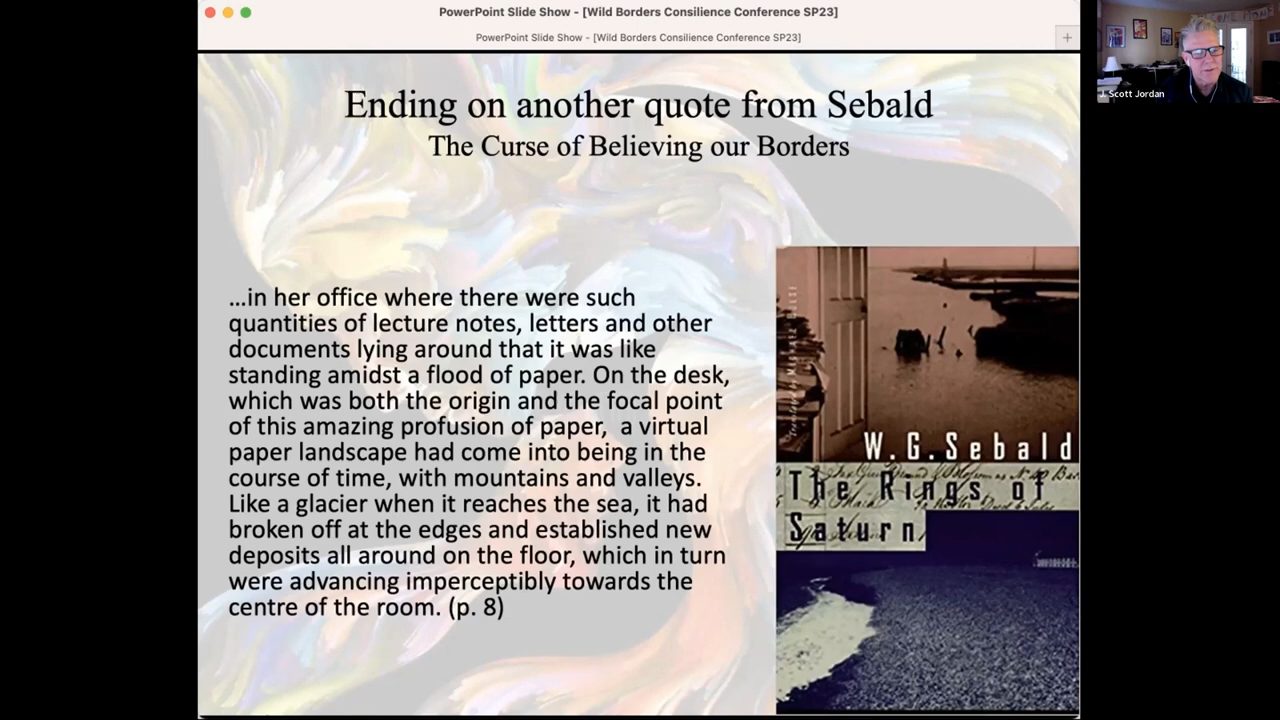 PowerPoint Slide Show - [Wild Borders Consilience Conference SP23]
PowerPoint Slide Show - [Wild Borders Consilience Conference SP23]
J. Scott Jordan
Ending on another quote from Sebald
The Curse of Believing our Borders
...in her office where there were such
quantities of lecture notes, letters and other
documents lying around that it was like
standing amidst a flood of paper. On the desk,
which was both the origin and the focal point
of this amazing profusion of paper,  a virtual
paper landscape had come into being in the
course of time, with mountains and valleys.
Like a glacier when it reaches the sea, it had
broken off at the edges and established new
deposits all around on the floor, which in turn
were advancing imperceptibly towards the
centre of the room. (p. 8)
W.G.Sebald
The Rings of
Saturn